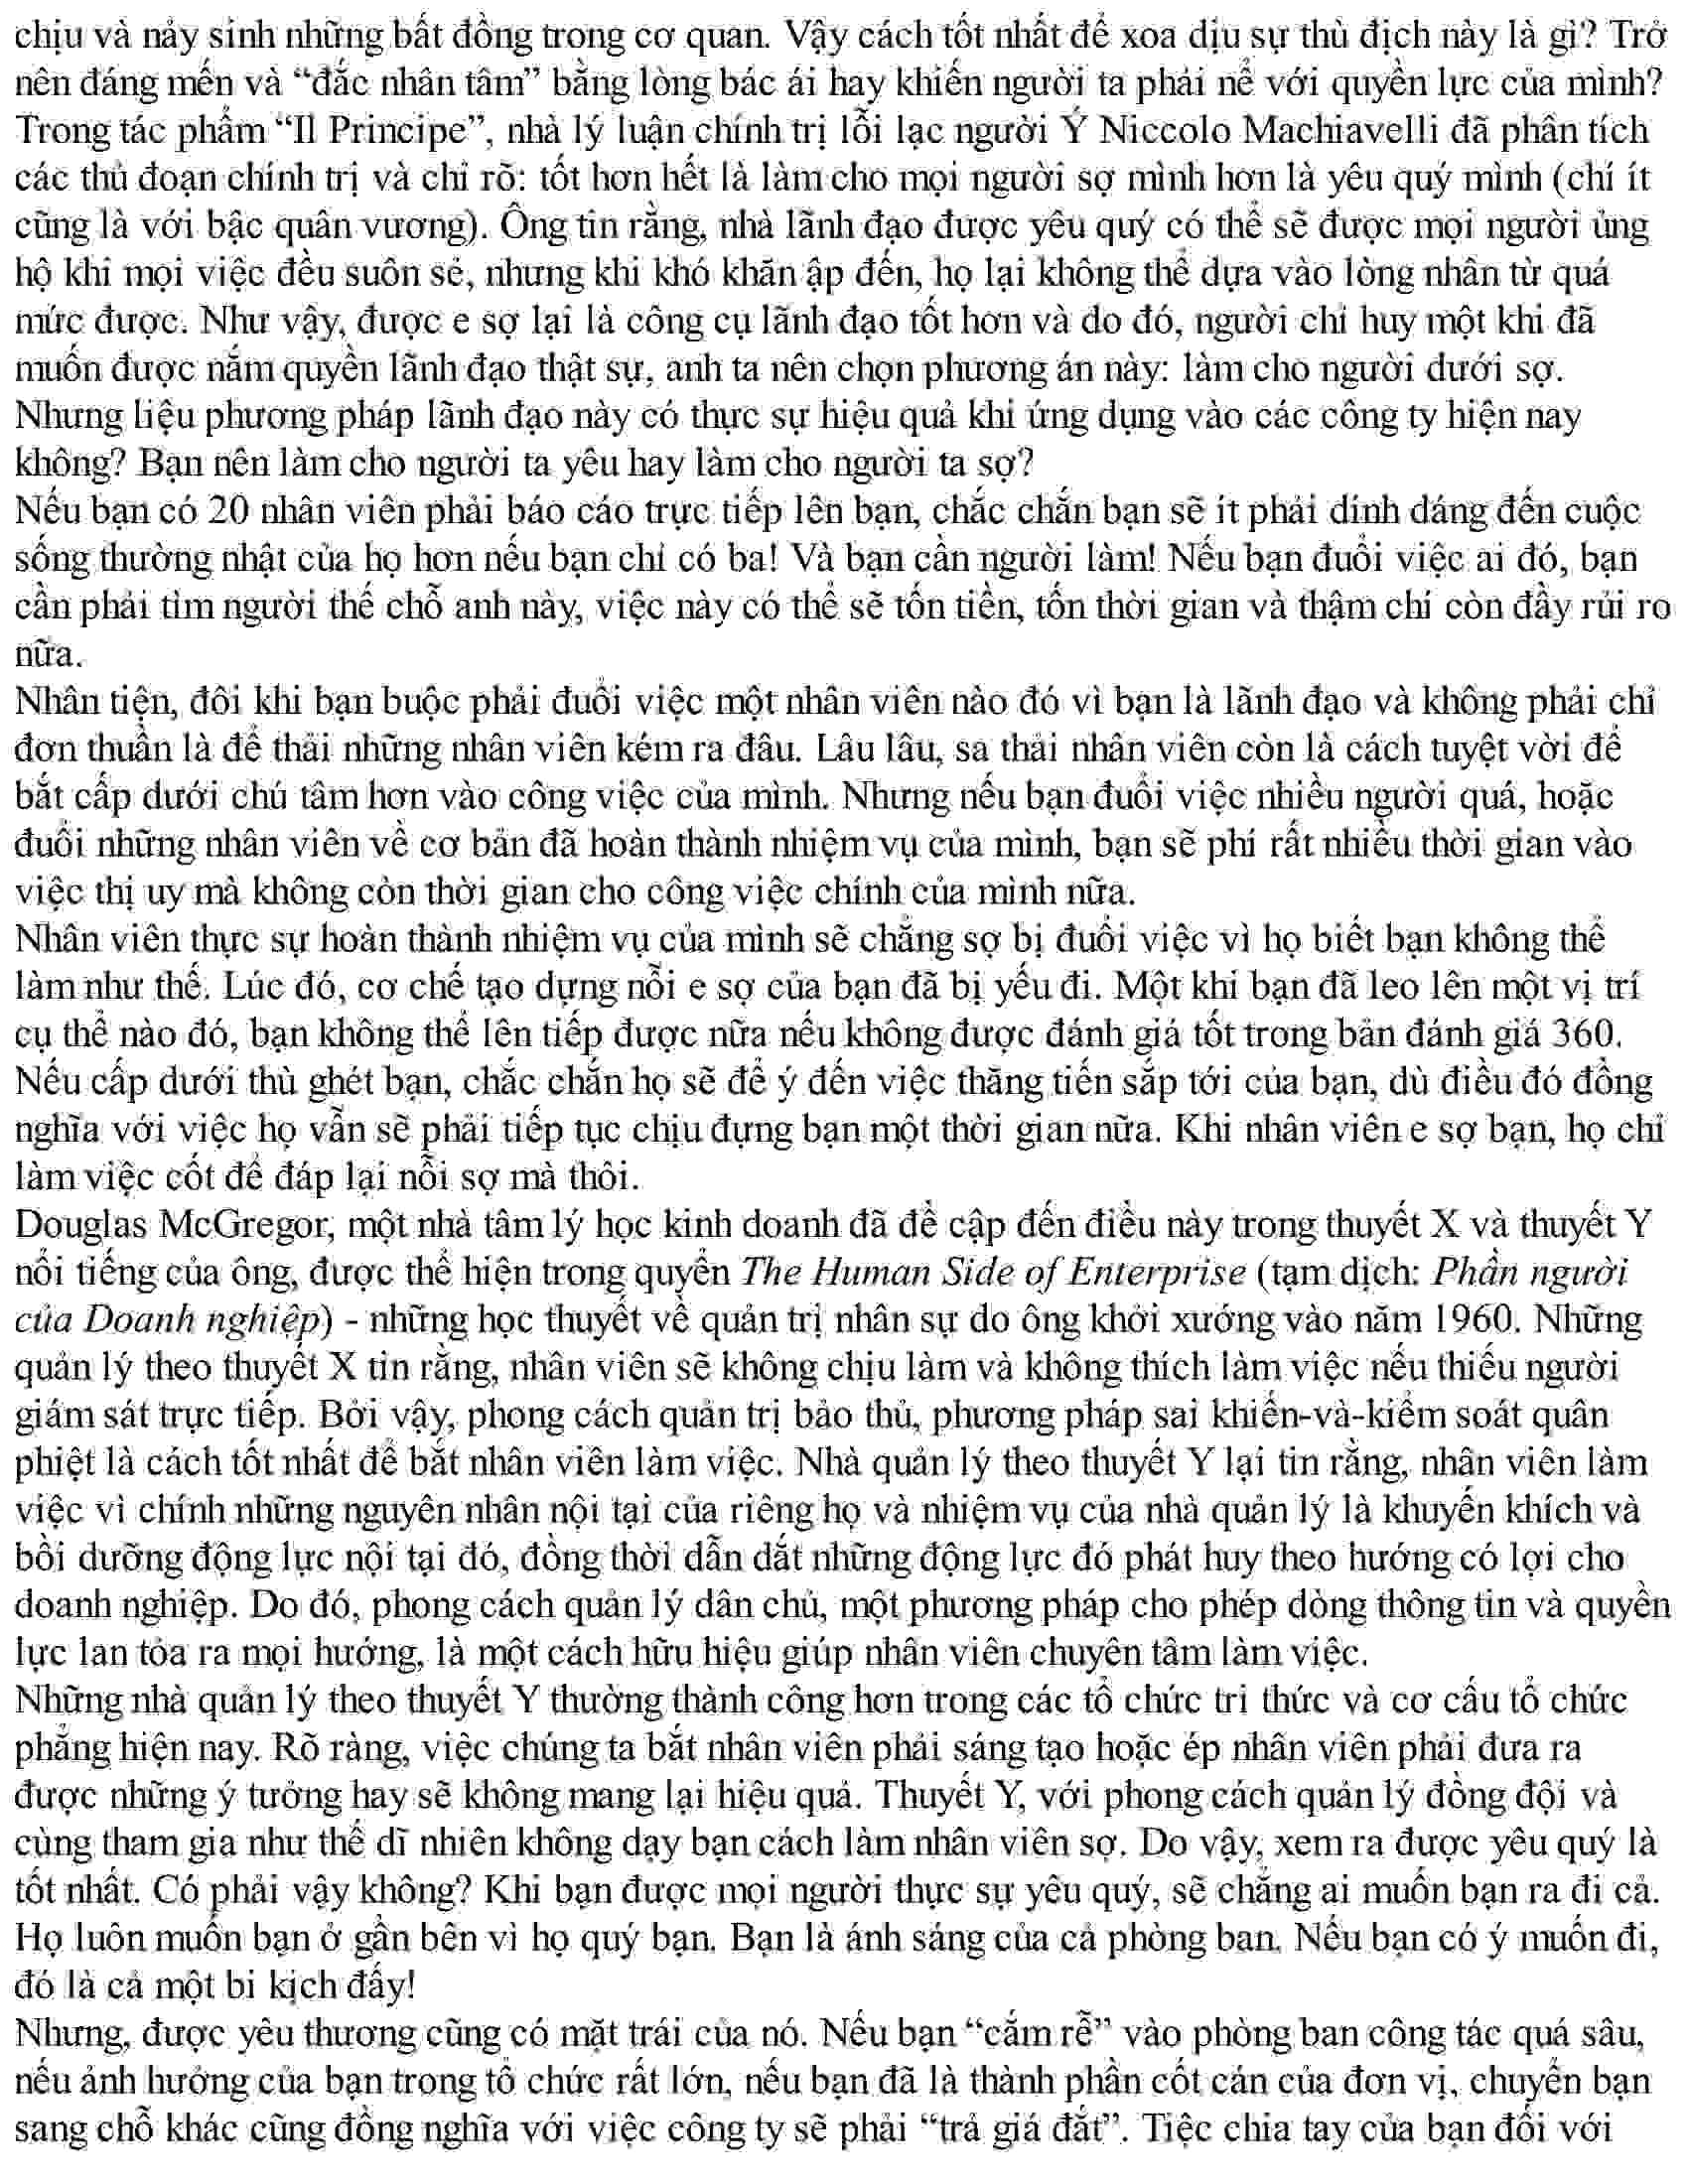 chịu và nảy sinh những bất đồng trong cơ quan. Vậy cách tốt nhất để xoa dịu sự thù địch này là gì? Trở
nên đáng mến và “đắc nhân tâm” bằng lòng bác ái hay khiến người ta phải nể với quyền lực của mình?
Trong tác phẩm “Il Principe”, nhà lý luận chính trị lỗi lạc người Ý Niccolo Machiavelli đã phân tích
các thủ đoạn chính trị và chỉ rõ: tốt hơn hết là làm cho mọi người sợ mình hơn là yêu quý mình (chí ít
cũng là với bậc quân vương). Ông tin rằng, nhà lãnh đạo được yêu quý có thể sẽ được mọi người ủng
hộ khi mọi việc đều suôn sẻ, nhưng khi khó khăn ập đến, họ lại không thể dựa vào lòng nhân từ quá
mức được. Như vậy, được e sợ lại là công cụ lãnh đạo tốt hơn và do đó, người chỉ huy một khi đã
muốn được nắm quyền lãnh đạo thật sự, anh ta nên chọn phương án này: làm cho người dưới sợ.
Nhưng liệu phương pháp lãnh đạo này có thực sự hiệu quả khi ứng dụng vào các công ty hiện nay
không? Bạn nên làm cho người ta yêu hay làm cho người ta sợ?
Nếu bạn có 20 nhân viên phải báo cáo trực tiếp lên bạn, chắc chắn bạn sẽ ít phải dính dáng đến cuộc
sống thường nhật của họ hơn nếu bạn chỉ có ba! Và bạn cần người làm! Nếu bạn đuổi việc ai đó, bạn
cần phải tìm người thế chỗ anh này, việc này có thể sẽ tốn tiền, tốn thời gian và thậm chí còn đầy rủi ro
nữa.
Nhân tiện, đôi khi bạn buộc phải đuổi việc một nhân viên nào đó vì bạn là lãnh đạo và không phải chỉ
đơn thuần là để thải những nhân viên kém ra đâu. Lâu lâu, sa thải nhân viên còn là cách tuyệt vời để
bắt cấp dưới chú tâm hơn vào công việc của mình. Nhưng nếu bạn đuổi việc nhiều người quá, hoặc
đuổi những nhân viên về cơ bản đã hoàn thành nhiệm vụ của mình, bạn sẽ phí rất nhiều thời gian vào
việc thị uy mà không còn thời gian cho công việc chính của mình nữa.
Nhân viên thực sự hoàn thành nhiệm vụ của mình sẽ chẳng sợ bị đuổi việc vì họ biết bạn không thể
làm như thế. Lúc đó, cơ chế tạo dựng nỗi e sợ của bạn đã bị yếu đi. Một khi bạn đã leo lên một vị trí
cụ thể nào đó, bạn không thể lên tiếp được nữa nếu không được đánh giá tốt trong bản đánh giá 360.
Nếu cấp dưới thù ghét bạn, chắc chắn họ sẽ để ý đến việc thăng tiến sắp tới của bạn, dù điều đó đồng
nghĩa với việc họ vẫn sẽ phải tiếp tục chịu đựng bạn một thời gian nữa. Khi nhân viên e sợ bạn, họ chỉ
làm việc cốt để đáp lại nỗi sợ mà thôi.
Douglas McGregor, một nhà tâm lý học kinh doanh đã đề cập đến điều này trong thuyết X và thuyết Y
nổi tiếng của ông, được thể hiện trong quyển The Human Side of Enterprise (tạm dịch: Phần người
của Doanh nghiệp) - những học thuyết về quản trị nhân sự do ông khởi xướng vào năm 1960. Những
quản lý theo thuyết X tin rằng, nhân viên sẽ không chịu làm và không thích làm việc nếu thiếu người
giám sát trực tiếp. Bởi vậy, phong cách quản trị bảo thủ, phương pháp sai khiến-và-kiểm soát quân
phiệt là cách tốt nhất để bắt nhân viên làm việc. Nhà quản lý theo thuyết Y lại tin rằng, nhân viên làm
việc vì chính những nguyên nhân nội tại của riêng họ và nhiệm vụ của nhà quản lý là khuyến khích và
bồi dưỡng động lực nội tại đó, đồng thời dẫn dắt những động lực đó phát huy theo hướng có lợi cho
doanh nghiệp. Do đó, phong cách quản lý dân chủ, một phương pháp cho phép dòng thông tin và quyền
lực lan tỏa ra mọi hướng, là một cách hữu hiệu giúp nhân viên chuyên tâm làm việc.
Những nhà quản lý theo thuyết Y thường thành công hơn trong các tổ chức tri thức và cơ cấu tổ chức
phẳng hiện nay. Rõ ràng, việc chúng ta bắt nhân viên phải sáng tạo hoặc ép nhân viên phải đưa ra
được những ý tưởng hay sẽ không mang lại hiệu quả. Thuyết Y, với phong cách quản lý đồng đội và
cùng tham gia như thế dĩ nhiên không dạy bạn cách làm nhân viên sợ. Do vậy, xem ra được yêu quý là
tốt nhất. Có phải vậy không? Khi bạn được mọi người thực sự yêu quý, sẽ chẳng ai muốn bạn ra đi cả.
Họ luôn muốn bạn ở gần bên vì họ quý bạn. Bạn là ánh sáng của cả phòng ban. Nếu bạn có ý muốn đi,
đó là cả một bi kịch đấy!
Nhưng, được yêu thương cũng có mặt trái của nó. Nếu bạn “cắm rễ” vào phòng ban công tác quá sâu,
nếu ảnh hưởng của bạn trong tổ chức rất lớn, nếu bạn đã là thành phần cốt cán của đơn vị, chuyển bạn
sang chỗ khác cũng đồng nghĩa với việc công ty sẽ phải “trả giá đắt”. Tiệc chia tay của bạn đối với